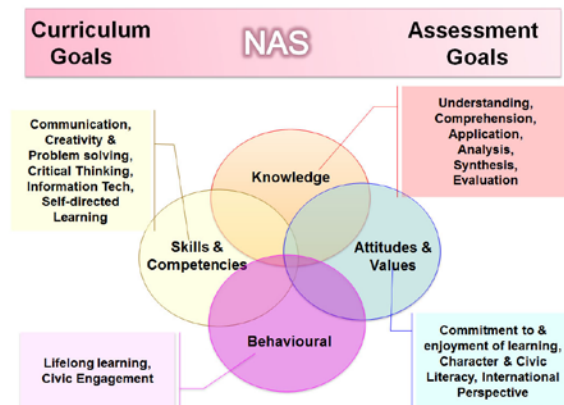 Curriculum
Goals
NAS
Assessment
Goals
Communication,
Creativity &
Problem solving,
Critical Thinking,
Information Tech,
Self-directed
Learning
Understanding,
Comprehension,
Application,
Analysis,
Synthesis,
Evaluation
Knowledge
Skills &
Competencies
Attitudes &
Values
Behavioural
Lifelong learning,
Civic Engagement
Commitment to &
enjoyment of learning,
Character & Civic
Literacy, International
Perspective